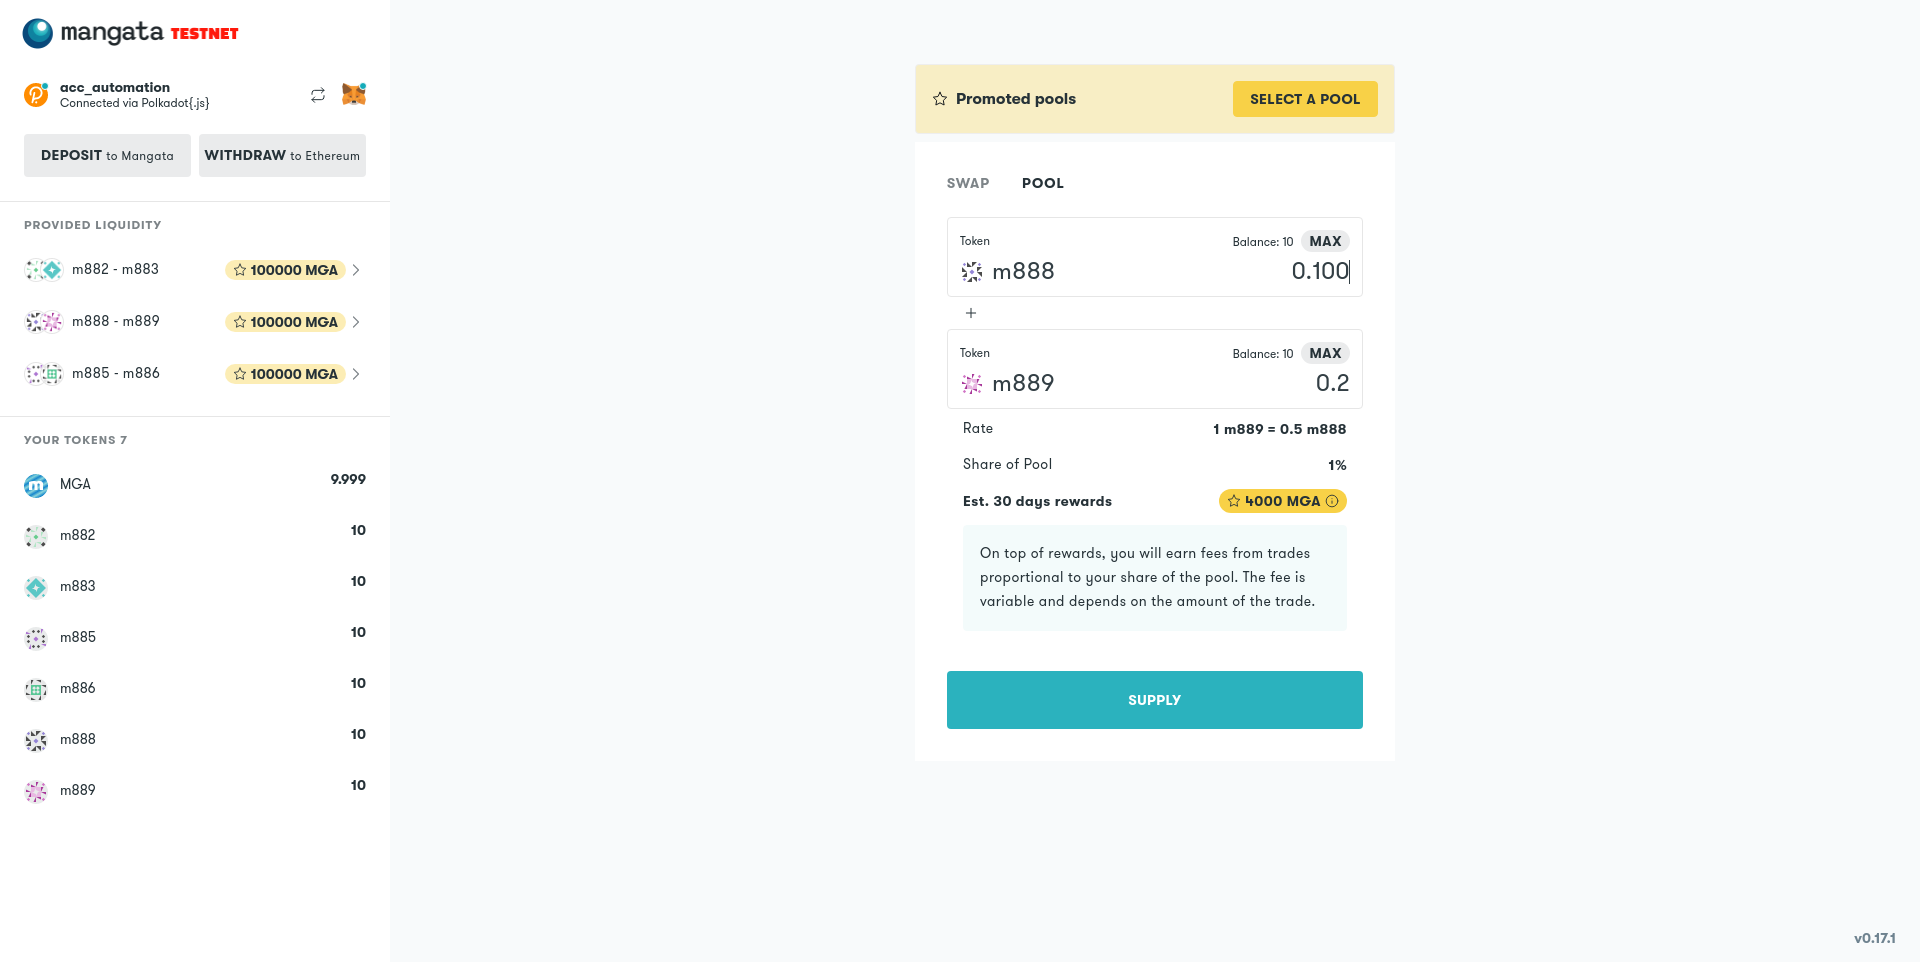 mangata TESTNET
acc_automation
Connected via Polkadot{.js}
DEPOSIT to Mangata
WITHDRAW to Ethereum
PROVIDED LIQUIDITY
m882 - m883
100000 MGA
m888 - m889
100000 MGA
m885 - m886
100000 MGA
YOUR TOKENS 7
MGA
9.999
m882
10
m883
10
m885
10
m886
10
m888
10
m889
10
Promoted pools
SELECT A POOL
SWAP
POOL
Token
Balance: 10
MAX
m888
0.100
+
Token
Balance: 10
MAX
m889
0.2
Rate
1 m889 = 0.5 m888
Share of Pool
1%
Est. 30 days rewards
4000 MGA
On top of rewards, you will earn fees from trades
proportional to your share of the pool. The fee is
variable and depends on the amount of the trade.
SUPPLY
v0.17.1